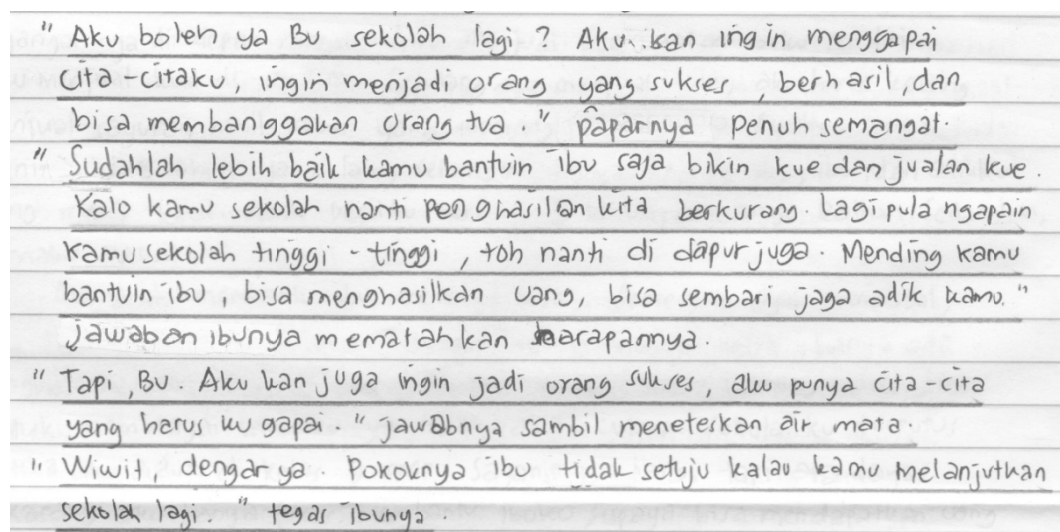 " Aku boleh ya Bu sekolah lagi ? Aku kan ingin menggapai
cita - citaku , ingin menjadi orang yang sukses , berhasil, dan
bisa membanggakan orang tua " paparnya penuh semangat.
" Sudahlah lebih baik kamu bantuin ibu saja bikin kue dan jualan kue .
Kalo kamu sekolah nanti penghasilan kita berkurang Lagi pula ngapain
kamu sekolah tinggi - tinggi , toh nanti di dapur juga . Mending kamu
bantuin ibu bisa menghasilkan uang, bisa sembari jaga adik kamu. "
Jawaban ibunya mematahkan harapannya .
" Tapi , Bu . Aku kan juga ingin jadi orang sukses, aku punya cita - cita
yang harus ku gapai " jawabnya sambil meneteskan air mata
" Wiwit, dengar ya . Pokoknya ibu tidak setuju kalau kamu melanjutkan
sekolah lagi . " tegas ibunya .